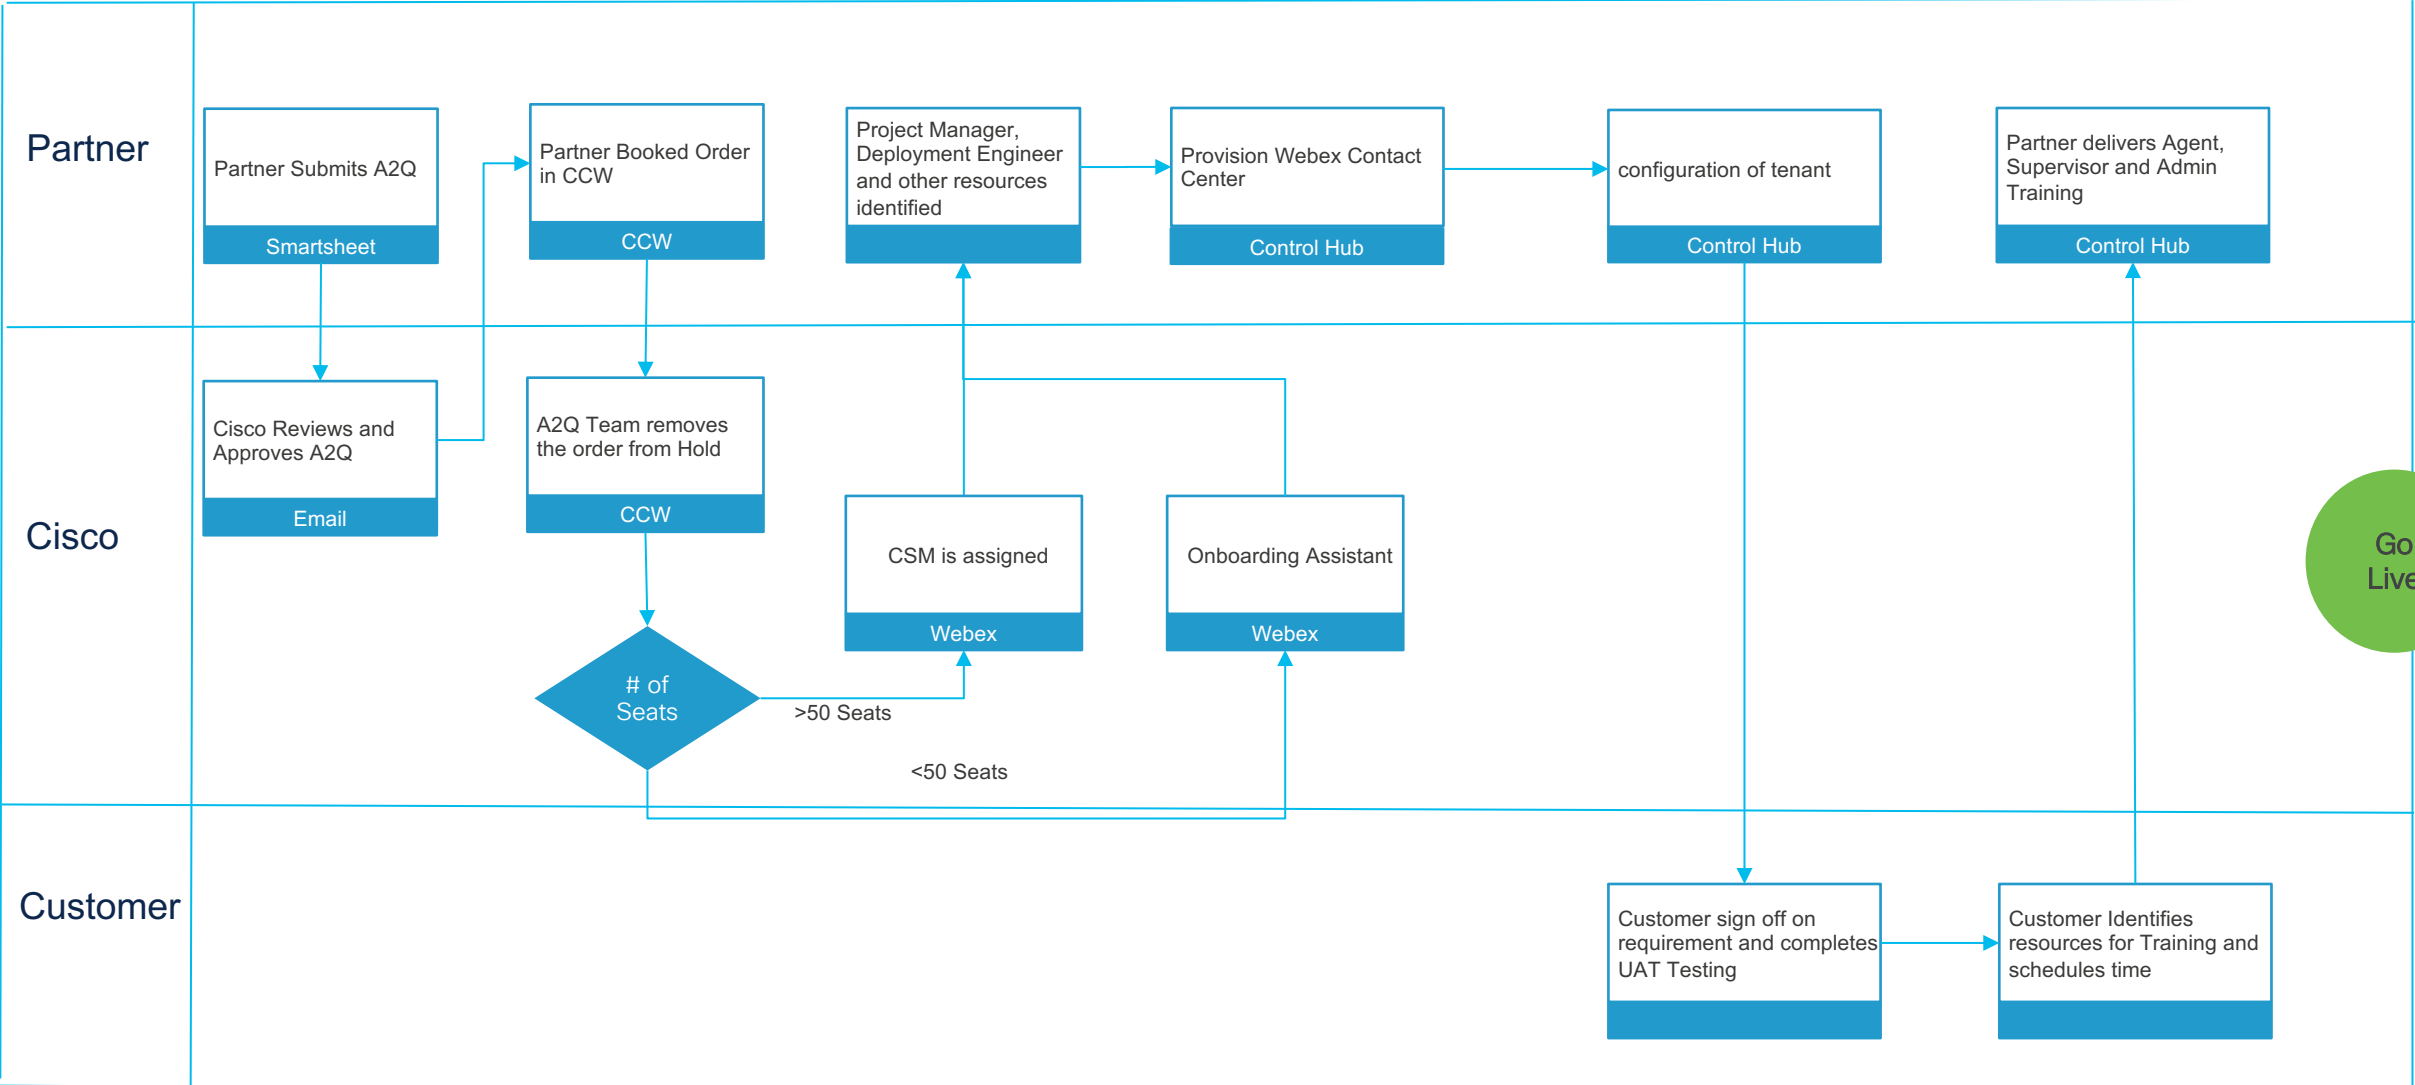 Partner
Partner Submits A2Q
Smartsheet
Partner Booked Order
in CCW
CCW
Project Manager,
Deployment Engineer
and other resources
identified
Provision Webex Contact
Center
Control Hub
configuration of tenant
Control Hub
Partner delivers Agent,
Supervisor and Admin
Training
Control Hub
Cisco
Cisco Reviews and
Approves A2Q
Email
A2Q Team removes
the order from Hold
CCW
# of
Seats
>50 Seats
<50 Seats
CSM is assigned
Webex
Onboarding Assistant
Webex
Go
Live
Customer
Customer sign off on
requirement and completes
UAT Testing
Customer Identifies
resources for Training and
schedules time